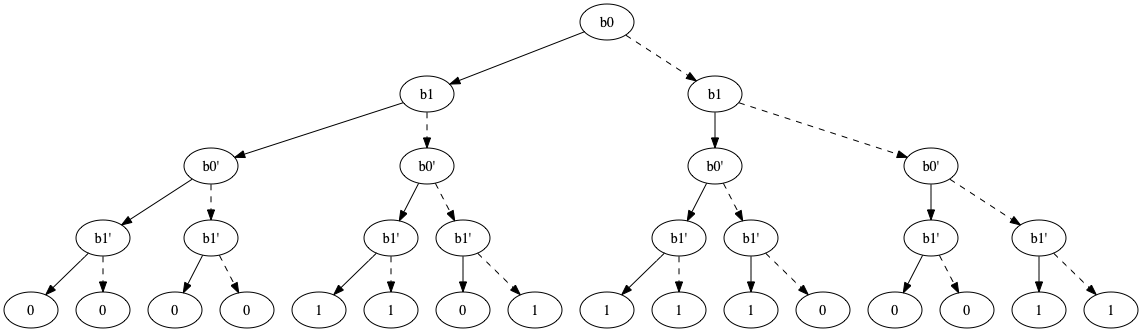 b0
b1 b1
b0' b0' b0' b0'
b1' b1' b1' b1' b1' b1' b1' b1'
0 0 0 0 1 1 0 1 1 1 1 0 0 0 1 1